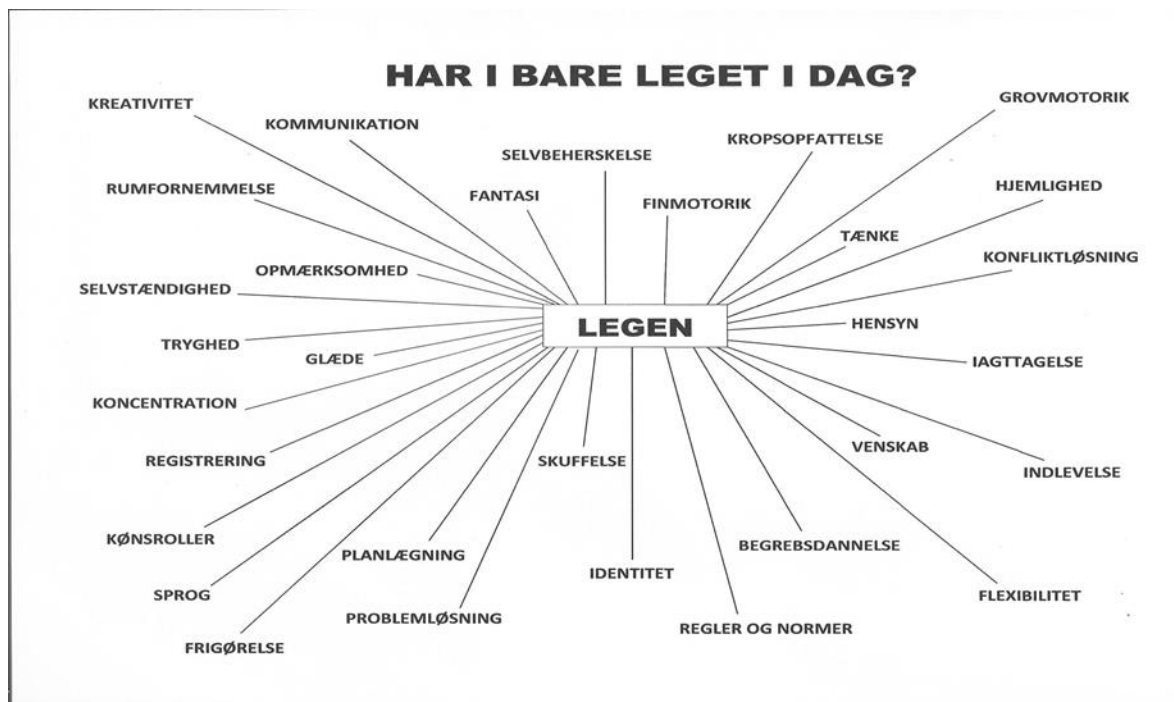 HAR I BARE LEGET I DAG?
KREATIVITET
KOMMUNIKATION
SELVBEHERSKELSE
KROPSOPFATTELSE
GROVMOTORIK
RUMFORNEMMELSE
FANTASI
FINMOTORIK
HJEMLIGHED
TÆNKE
OPMÆRKSOMHED
KONFLIKTLØSNING
SELVSTÆNDIGHED
LEGEN
HENSYN
TRYGHED
GLÆDE
IAGTTAGELSE
KONCENTRATION
REGISTRERING
SKUFFELSE
VENSKAB
INDLEVELSE
KØNSROLLER
PLANLÆGNING
IDENTITET
BEGREBSDANNELSE
SPROG
PROBLEMLØSNING
REGLER OG NORMER
FLEXIBILITET
FRIGØRELSE